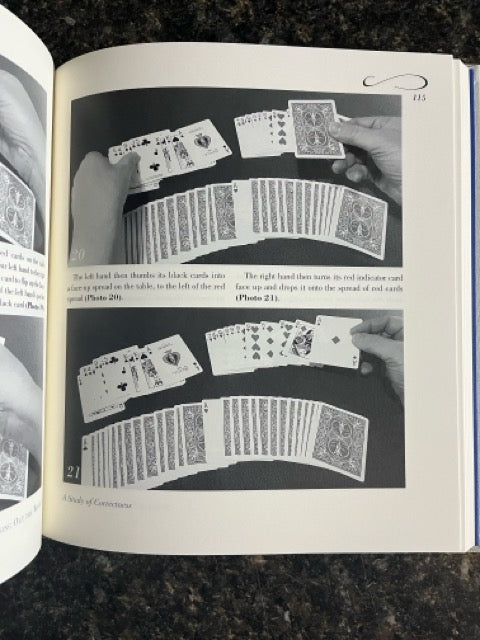 115
20
The left hand then thumbs its black cards into
a face up spread on the table, to the left of the red
spread (Photo 20).
The right hand then turns its red indicator card
face up and drops it onto the spread of red cards
(Photo 21).
21
A Study of Correctness